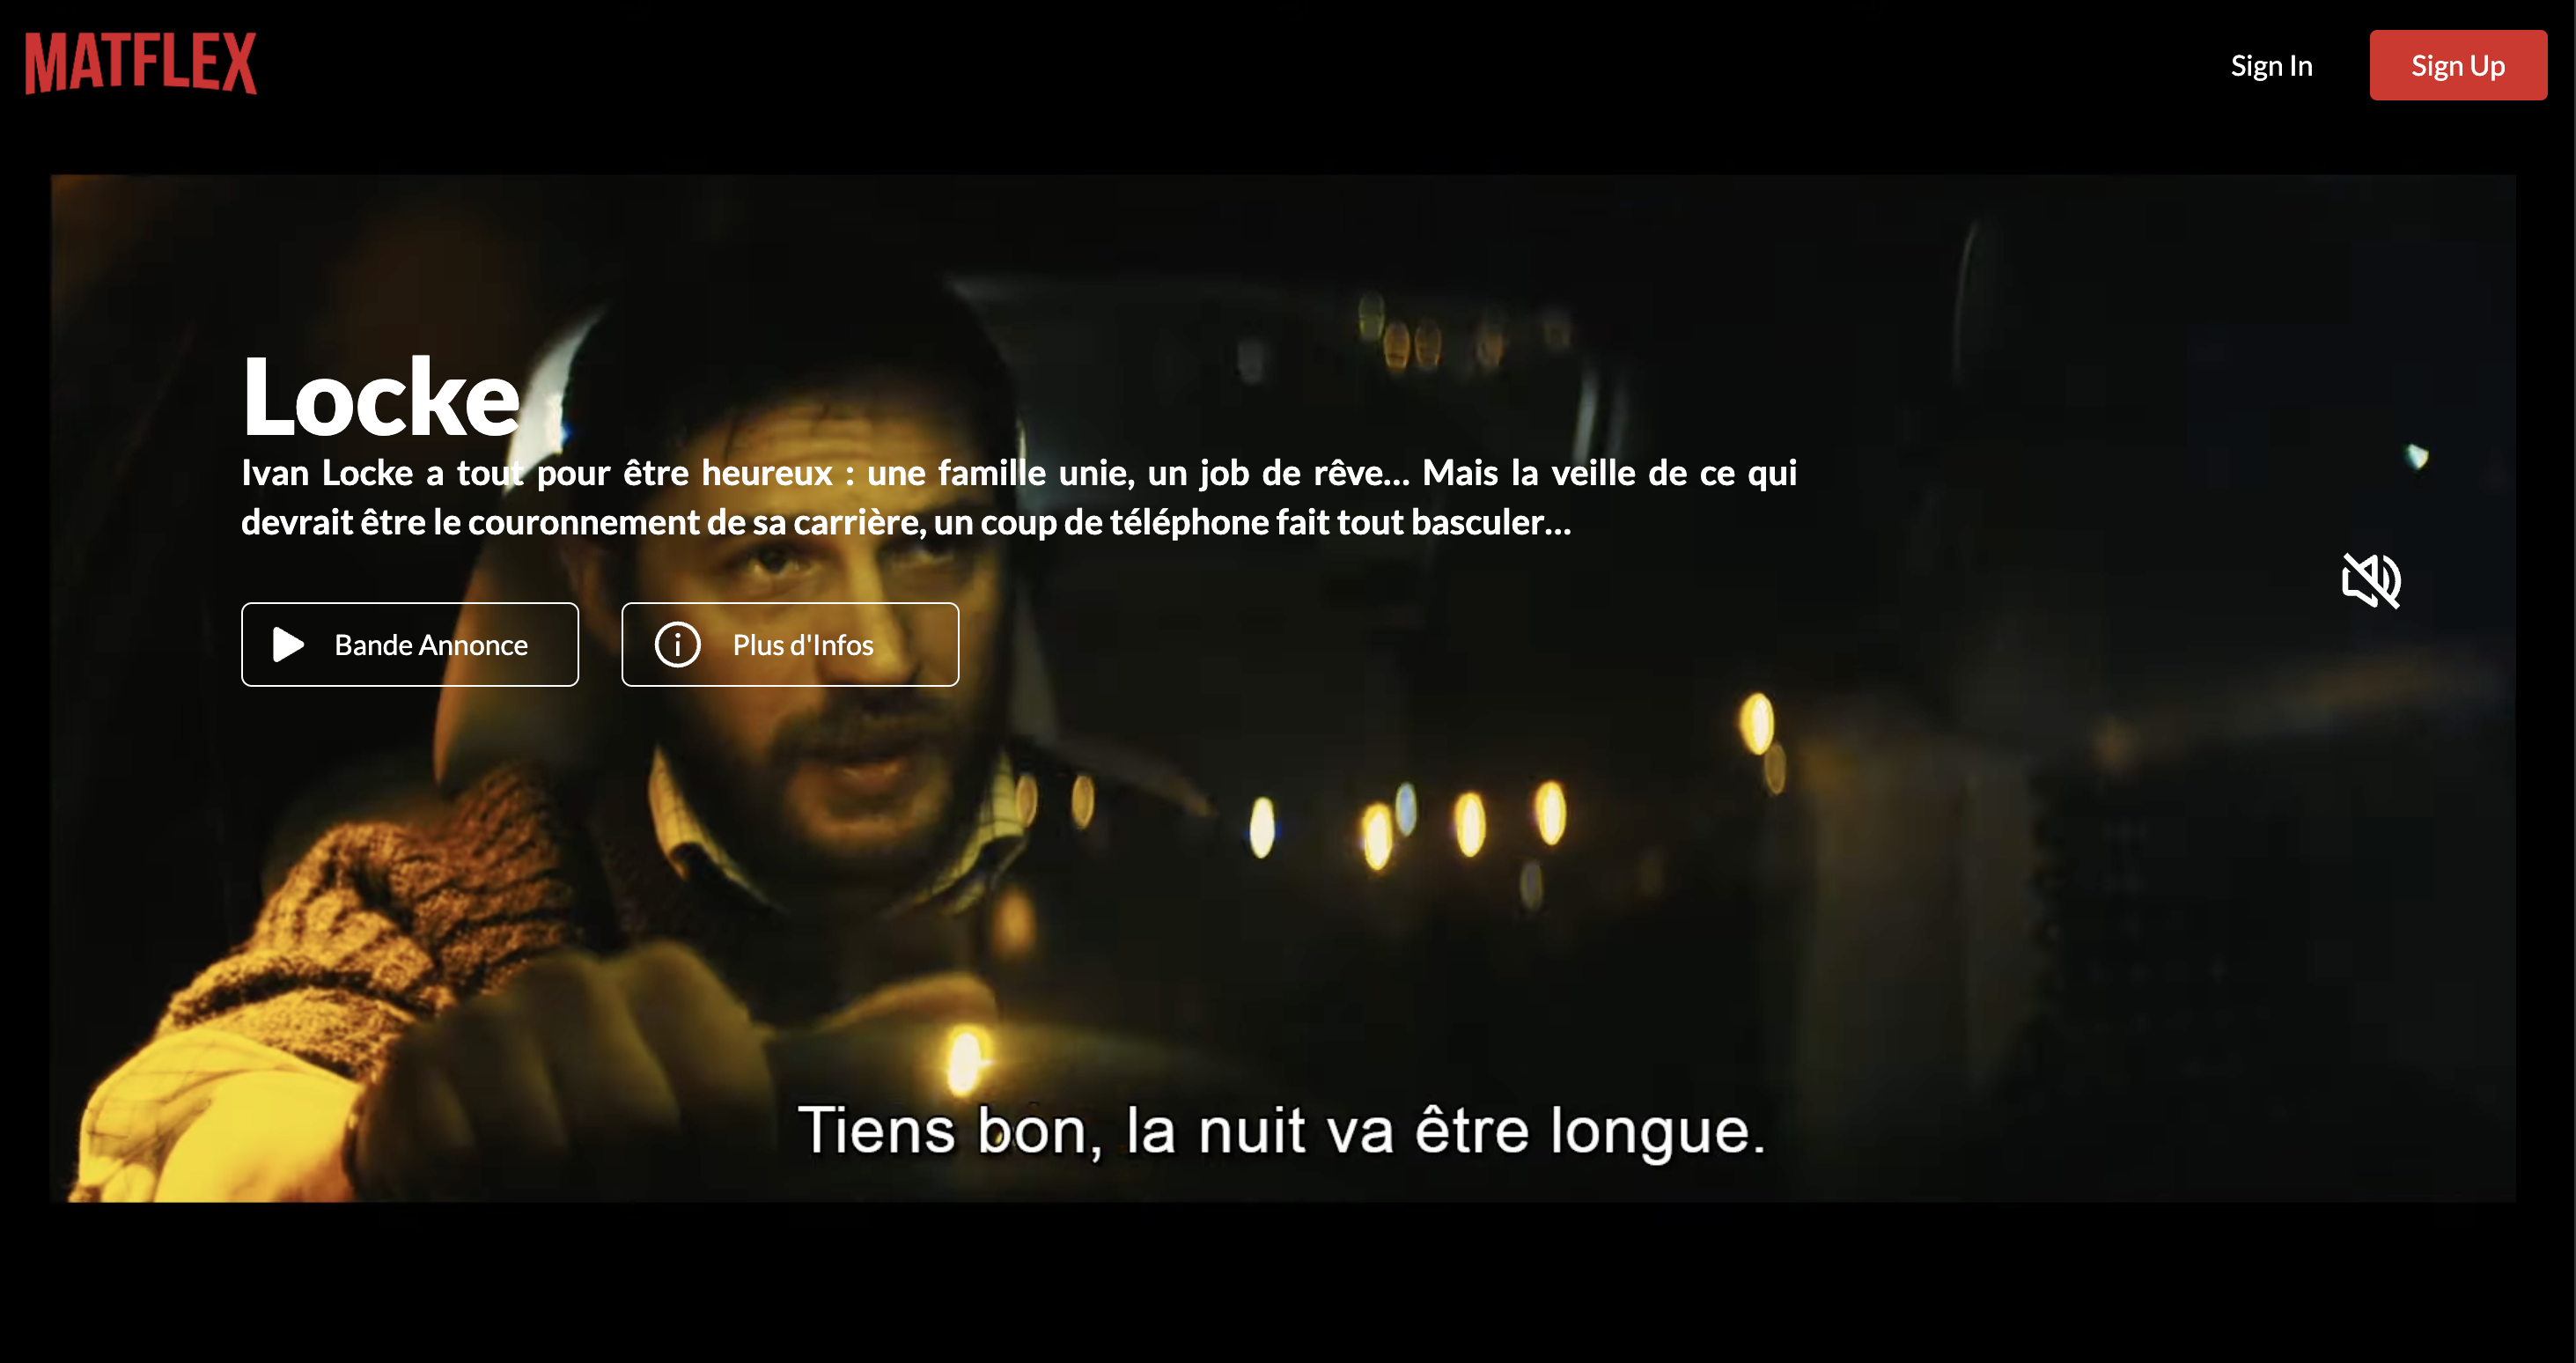 MATFLEX
Sign In
Sign Up
Locke
Ivan Locke a tout pour être heureux : une famille unie, un job de rêve... Mais la veille de ce qui
devrait être le couronnement de sa carrière, un coup de téléphone fait tout basculer...
Bande Annonce
Plus d'Infos
Tiens bon, la nuit va être longue.